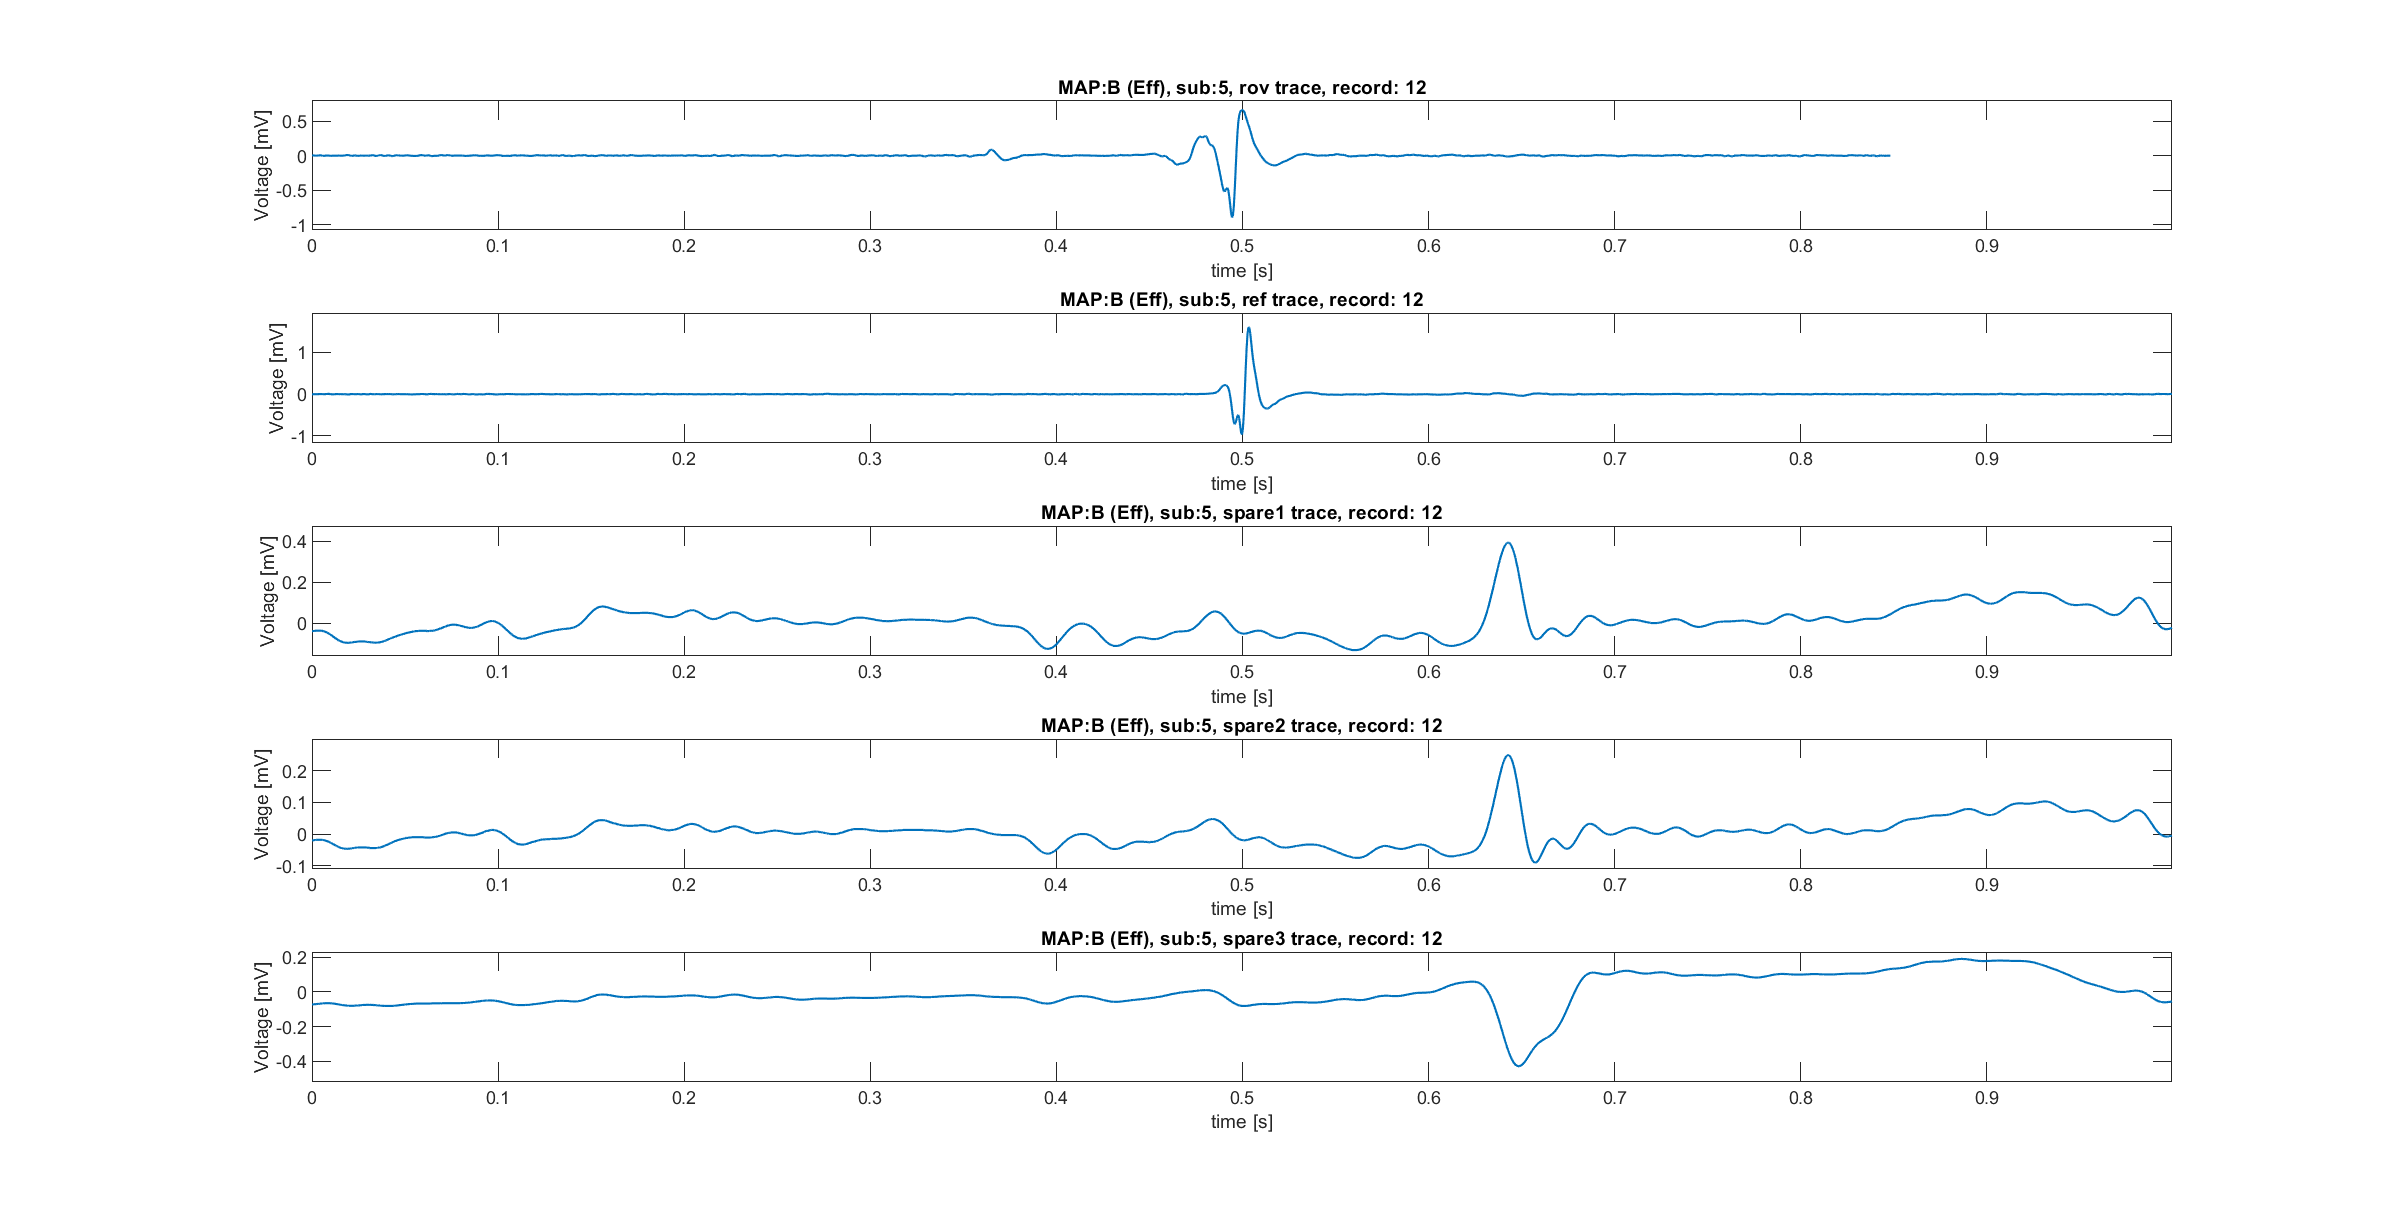 MAP:B (Eff), sub:5, rov trace, record: 12
Voltage [mV]
0.5
0
-0.5
-1
0 0.1 0.2 0.3 0.4 0.5 0.6 0.7 0.8 0.9
time [s]
MAP:B (Eff), sub:5, ref trace, record: 12
Voltage [mV]
1
0
-1
0 0.1 0.2 0.3 0.4 0.5 0.6 0.7 0.8 0.9
time [s]
MAP:B (Eff), sub:5, spare1 trace, record: 12
Voltage [mV]
0.4
0.2
0
0 0.1 0.2 0.3 0.4 0.5 0.6 0.7 0.8 0.9
time [s]
MAP:B (Eff), sub:5, spare2 trace, record: 12
Voltage [mV]
0.2
0.1
0
-0.1
0 0.1 0.2 0.3 0.4 0.5 0.6 0.7 0.8 0.9
time [s]
MAP:B (Eff), sub:5, spare3 trace, record: 12
Voltage [mV]
0.2
0
-0.2
-0.4
0 0.1 0.2 0.3 0.4 0.5 0.6 0.7 0.8 0.9
time [s]